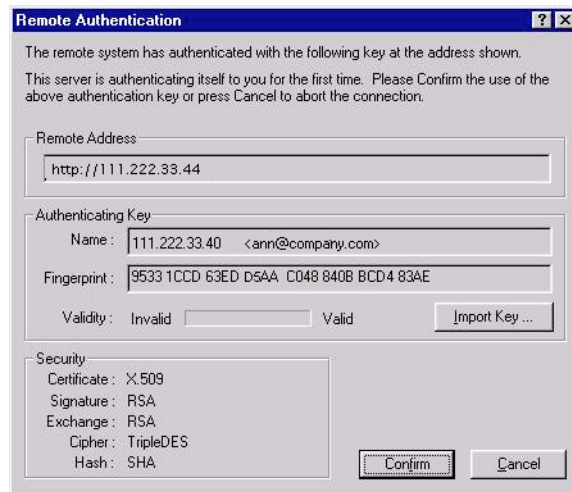 Remote Authentication
The remote system has authenticated with the following key at the address shown.
This server is authenticating itself to you for the first time. Please Confirm the use of the
above authentication key or press Cancel to abort the connection.
Remote Address
http://111.222.33.44
Authenticating Key
Name : 111.222.33.40 <ann@company.com>
Fingerprint : 9533 1CCD 63ED D5AA C048 840B BCD4 83AE
Validity : Invalid Valid Import Key ...
Security
Certificate : X.509
Signature : RSA
Exchange : RSA
Cipher : TripleDES
Hash : SHA
Confirm Cancel